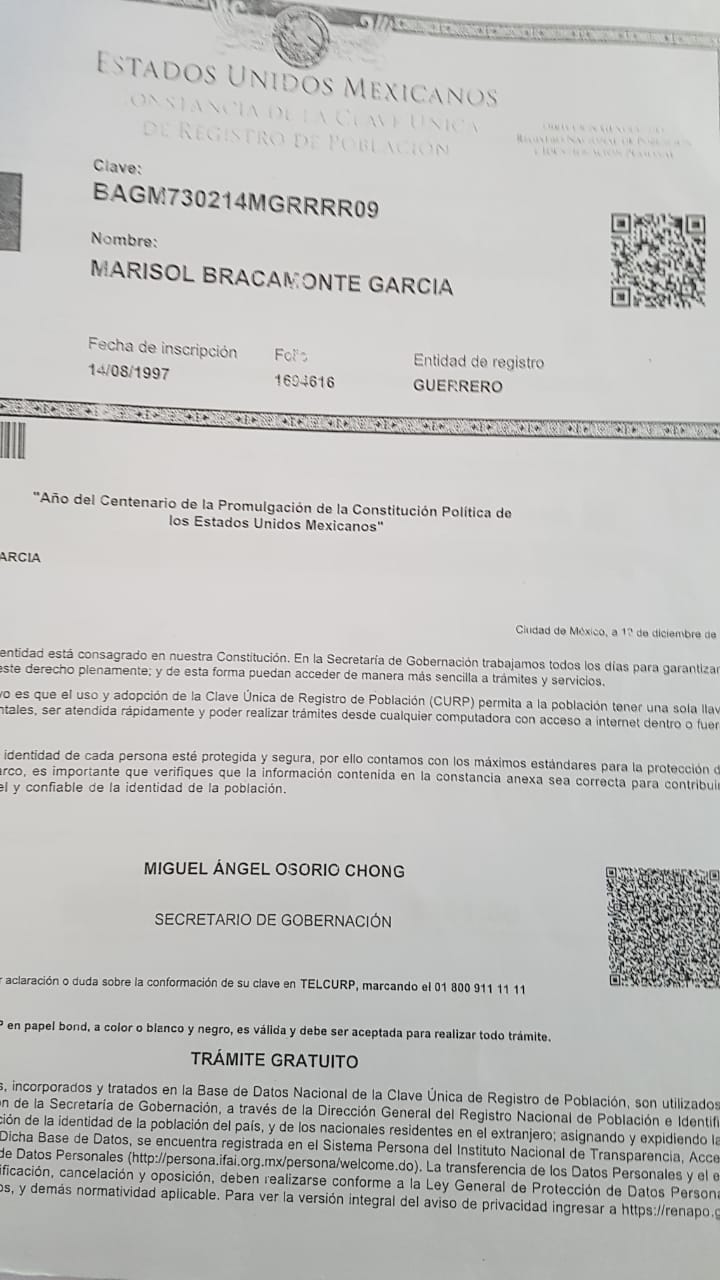 ESTADOS UNIDOS MEXICANOS
CONSTANCIA DE LA CLAVE ÚNICA
DE REGISTRO DE POBLACIÓN
Clave:
BAGM730214MGRRRR09
Nombre:
MARISOL BRACAMONTE GARCIA
Fecha de inscripción Folio Entidad de registro
14/08/1997 1694616 GUERRERO
"Año del Centenario de la Promulgación de la Constitución Política de
los Estados Unidos Mexicanos"
ARCIA
Ciudad de México, a de diciembre de
entidad está consagrado en nuestra Constitución. En la Secretaría de Gobernación trabajamos todos los días para garantizar
este derecho plenamente; y de esta forma puedan acceder de manera más sencilla a trámites y servicios.
vo es que el uso y adopción de la Clave Única de Registro de Población (CURP) permita a la población tener una sola llav
ntales, ser atendida rápidamente y poder realizar trámites desde cualquier computadora con acceso a internet dentro o fuer
identidad de cada persona esté protegida y segura, por ello contamos con los máximos estándares para la protección d
arco, es importante que verifiques que la información contenida en la constancia anexa sea correcta para contribui
el y confiable de la identidad de la población.
MIGUEL ÁNGEL OSORIO CHONG
SECRETARIO DE GOBERNACIÓN
r aclaración o duda sobre la conformación de su clave en TELCURP, marcando el 01 800 911 11 11
P en papel bond, a color o blanco y negro, es válida y debe ser aceptada para realizar todo trámite.
TRÁMITE GRATUITO
s, incorporados y tratados en la Base de Datos Nacional de la Clave Única de Registro de Población, son utilizados
ón de la Secretaría de Gobernación, a través de la Dirección General del Registro Nacional de Población e Identifi
ción de la identidad de la población del país, y de los nacionales residentes en el extranjero; asignando y expidiendo la
Dicha Base de Datos, se encuentra registrada en el Sistema Persona del Instituto Nacional de Transparencia, Acce
de Datos Personales (http://persona.ifai.org.mx/persona/welcome.do). La transferencia de los Datos Personales y el e
ificación, cancelación y oposición, deben realizarse conforme a la Ley General de Protección de Datos Persona
os, y demás normatividad aplicable. Para ver la versión integral del aviso de privacidad ingresar a https://renapo.g